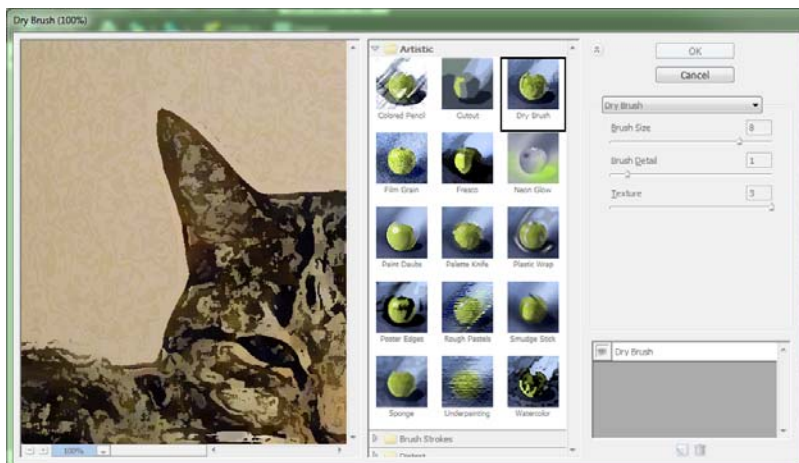 Dry Brush (100%)
Artistic
Colored Pencil
Cutout
Dry Brush
Film Grain
Fresco
Neon Glow
Paint Daubs
Palette Knife
Plastic Wrap
Poster Edges
Rough Pastels
Smudge Stick
Sponge
Underpainting
Watercolor
Brush Strokes
Distort
100%
OK
Cancel
Dry Brush
Brush Size 8
Brush Detail 1
Texture 3
Dry Brush